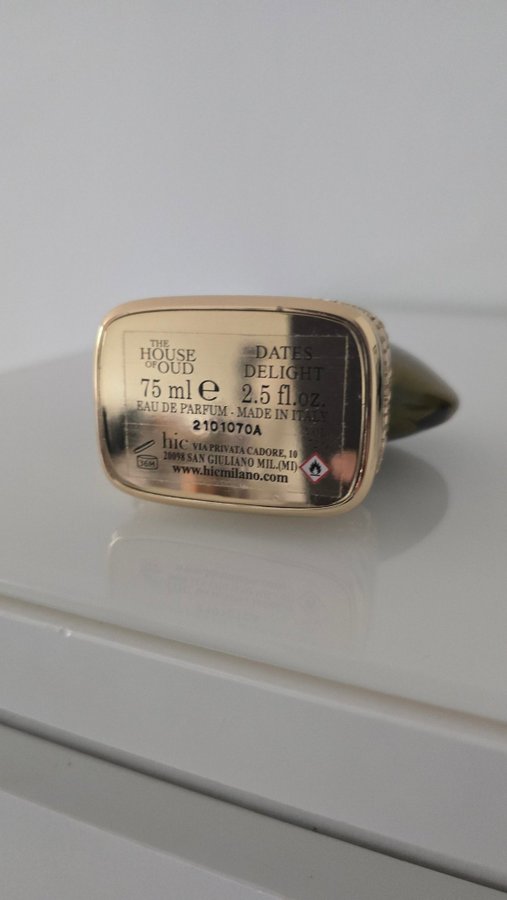 THE
HOUSE
OF OUD
DATES
DELIGHT
75 ml e 2.5 fl.oz.
EAU DE PARFUM - MADE IN ITALY
2101070A
36M
hic VIA PRIVATA CADORE, 10
20098 SAN GIULIANO MIL.(MI)
www.hicmilano.com